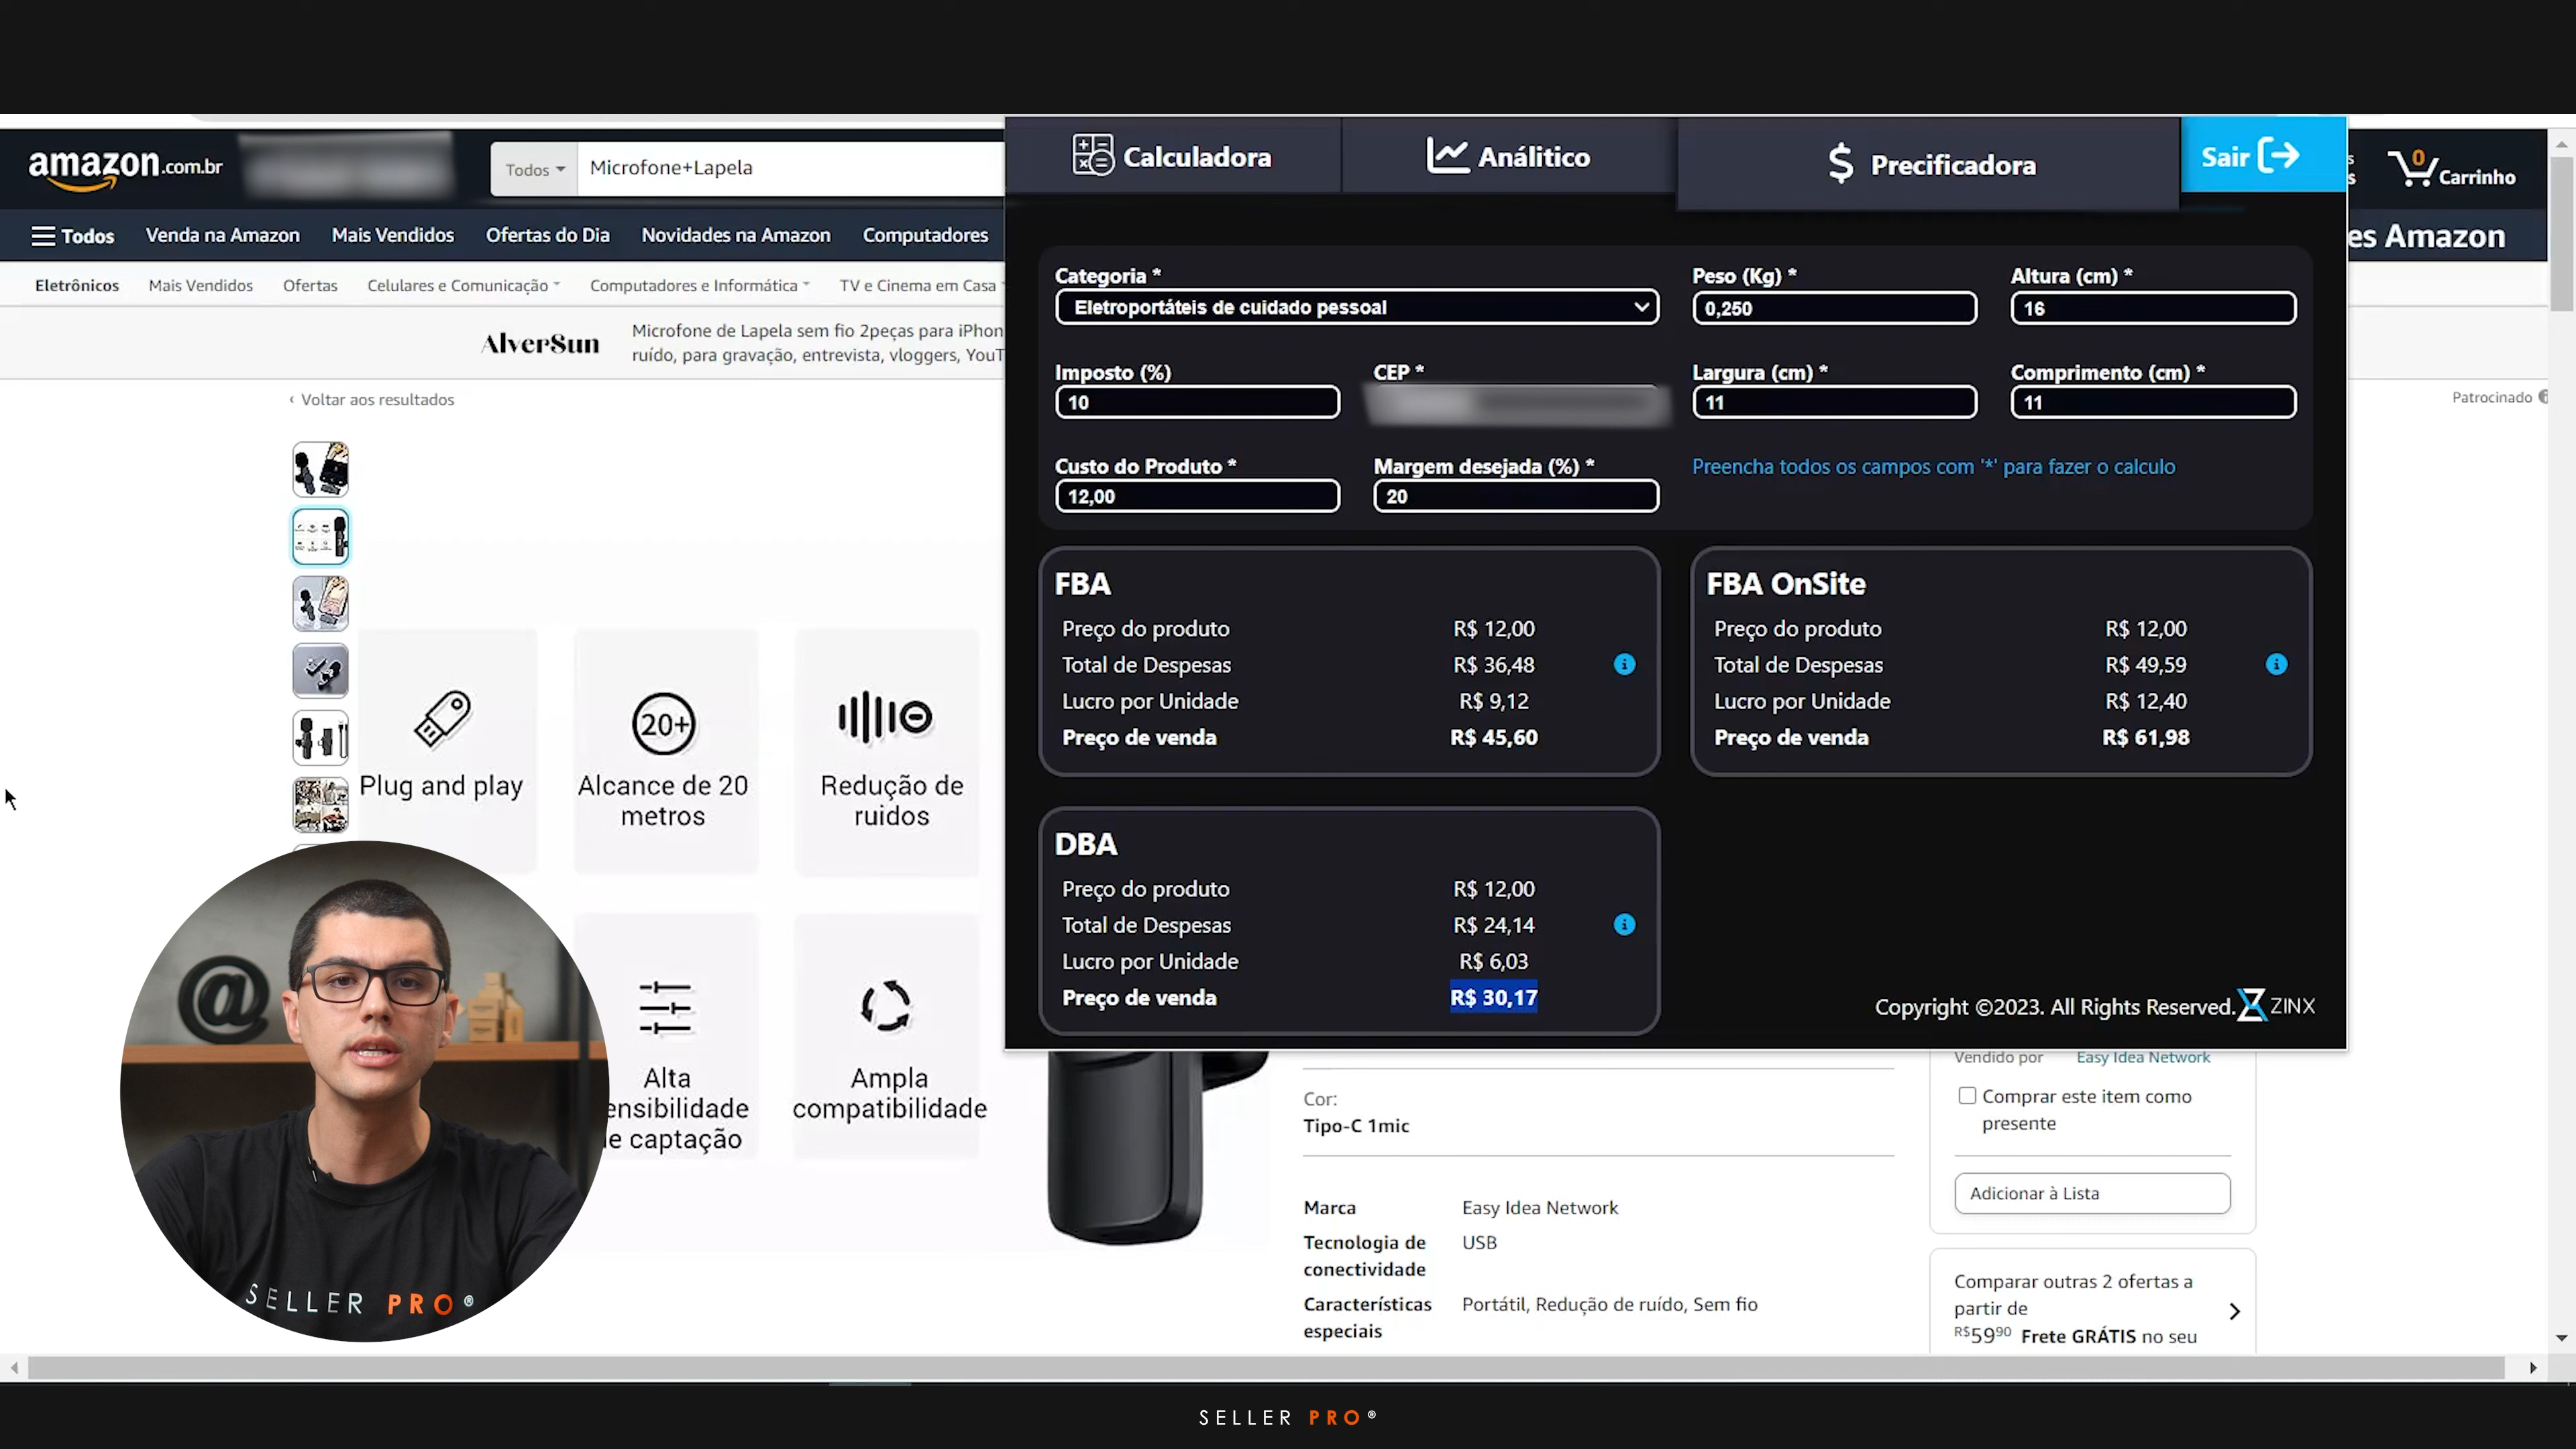 amazon.com.br
Todos
Microfone+Lapela
Calculadora
Análitico
Precificadora
Sair
0
Carrinho
Todos
Venda na Amazon
Mais Vendidos
Ofertas do Dia
Novidades na Amazon
Computadores
es Amazon
Eletrônicos
Mais Vendidos
Ofertas
Celulares e Comunicação
Computadores e Informática
TV e Cinema em Casa
AlverSun
Microfone de Lapela sem fio 2peças para iPhon
ruído, para gravação, entrevista, vloggers, YouT
‹ Voltar aos resultados
Patrocinado
Categoria *
Eletroportáteis de cuidado pessoal
Peso (Kg) *
0,250
Altura (cm) *
16
Imposto (%)
10
CEP *
Largura (cm) *
11
Comprimento (cm) *
11
Custo do Produto *
12,00
Margem desejada (%) *
20
Preencha todos os campos com '*' para fazer o calculo
FBA
Preço do produto R$ 12,00
Total de Despesas R$ 36,48
Lucro por Unidade R$ 9,12
Preço de venda R$ 45,60
FBA OnSite
Preço do produto R$ 12,00
Total de Despesas R$ 49,59
Lucro por Unidade R$ 12,40
Preço de venda R$ 61,98
DBA
Preço do produto R$ 12,00
Total de Despesas R$ 24,14
Lucro por Unidade R$ 6,03
Preço de venda R$ 30,17
Copyright ©2023. All Rights Reserved.
ZINX
Plug and play
20+
Alcance de 20
metros
Redução de
ruidos
Alta
ensibilidade
e captação
Ampla
compatibilidade
@
SELLER PRO®
Cor:
Tipo-C 1mic
Marca Easy Idea Network
Tecnologia de
conectividade
USB
Características
especiais
Portátil, Redução de ruído, Sem fio
Vendido por Easy Idea Network
Comprar este item como
presente
Adicionar à Lista
Comparar outras 2 ofertas a
partir de
R$5990 Frete GRÁTIS no seu
SELLER PRO®